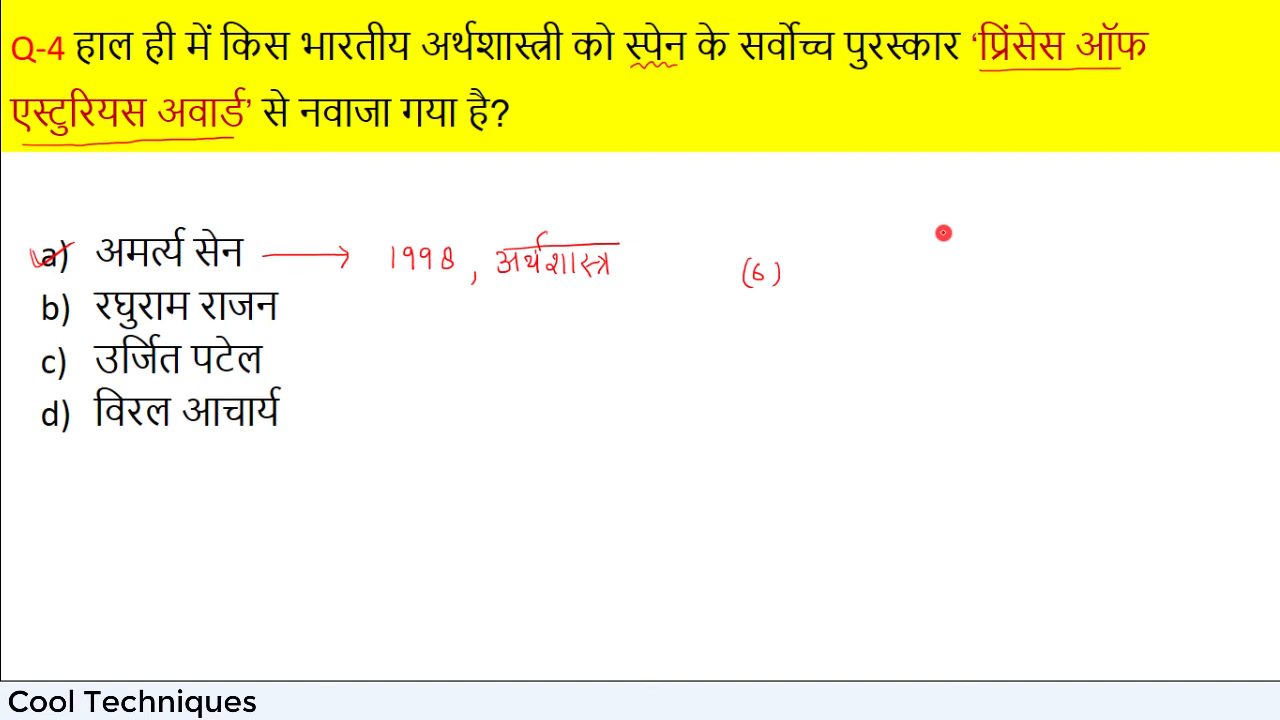 Q-4 हाल ही में किस भारतीय अर्थशास्त्री को स्पेन के सर्वोच्च पुरस्कार ‘प्रिंसेस ऑफ
एस्टुरियस अवार्ड’ से नवाजा गया है?
a) अमर्त्य सेन 1998, अर्थशास्त्र (6)
b) रघुराम राजन
c) उर्जित पटेल
d) विरल आचार्य
Cool Techniques